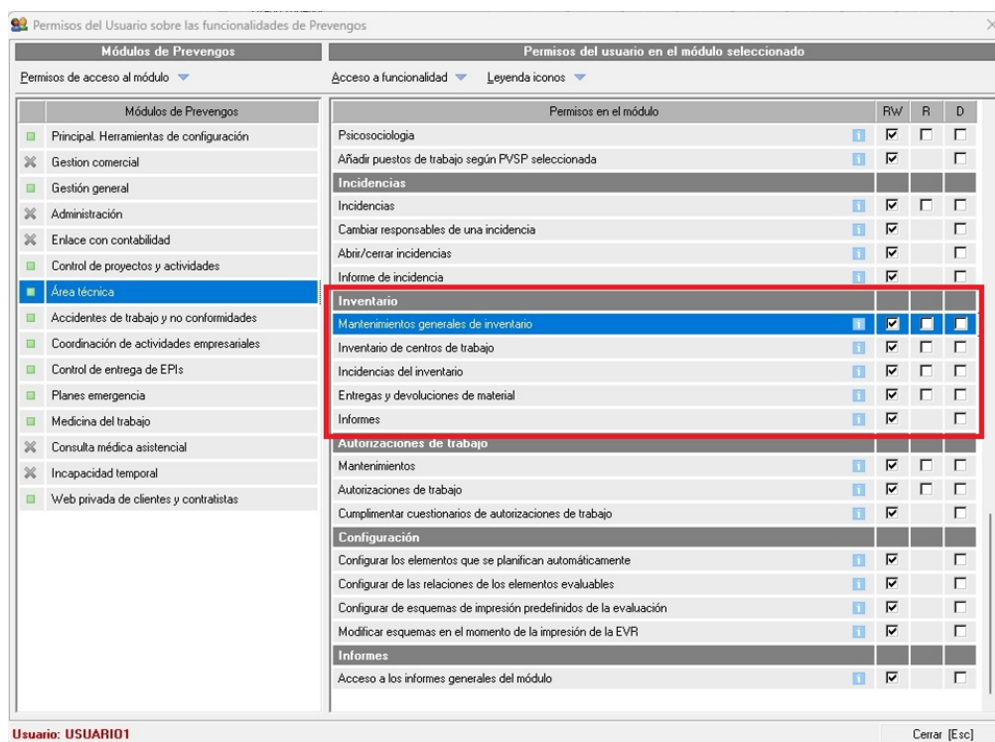 Permisos del Usuario sobre las funcionalidades de Prevengos
Módulos de Prevengos
Permisos del usuario en el módulo seleccionado
Permisos de acceso al módulo
Acceso a funcionalidad
Leyenda iconos
Módulos de Prevengos
Principal. Herramientas de configuración
Gestion comercial
Gestión general
Administración
Enlace con contabilidad
Control de proyectos y actividades
Área técnica
Accidentes de trabajo y no conformidades
Coordinación de actividades empresariales
Control de entrega de EPIs
Planes emergencia
Medicina del trabajo
Consulta médica asistencial
Incapacidad temporal
Web privada de clientes y contratistas
Permisos en el módulo RW R D
Psicosociologia
Añadir puestos de trabajo según PVSP seleccionada
Incidencias
Incidencias
Cambiar responsables de una incidencia
Abrir/cerrar incidencias
Informe de incidencia
Inventario
Mantenimientos generales de inventario
Inventario de centros de trabajo
Incidencias del inventario
Entregas y devoluciones de material
Informes
Autorizaciones de trabajo
Mantenimientos
Autorizaciones de trabajo
Cumplimentar cuestionarios de autorizaciones de trabajo
Configuración
Configurar los elementos que se planifican automáticamente
Configurar de las relaciones de los elementos evaluables
Configurar de esquemas de impresión predefinidos de la evaluación
Modificar esquemas en el momento de la impresión de la EVR
Informes
Acceso a los informes generales del módulo
Usuario: USUARIO1
Cerrar [Esc]